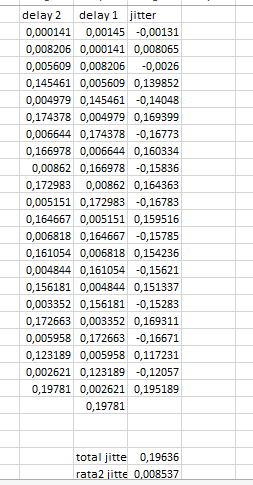 delay 2 delay 1 jitter
0,000141 0,00145 -0,00131
0,008206 0,000141 0,008065
0,005609 0,008206 -0,0026
0,145461 0,005609 0,139852
0,004979 0,145461 -0,14048
0,174378 0,004979 0,169399
0,006644 0,174378 -0,16773
0,166978 0,006644 0,160334
0,00862 0,166978 -0,15836
0,172983 0,00862 0,164363
0,005151 0,172983 -0,16783
0,164667 0,005151 0,159516
0,006818 0,164667 -0,15785
0,161054 0,006818 0,154236
0,004844 0,161054 -0,15621
0,156181 0,004844 0,151337
0,003352 0,156181 -0,15283
0,172663 0,003352 0,169311
0,005958 0,172663 -0,16671
0,123189 0,005958 0,117231
0,002621 0,123189 -0,12057
0,19781 0,002621 0,195189
0,19781
total jitte 0,19636
rata2 jitte 0,008537